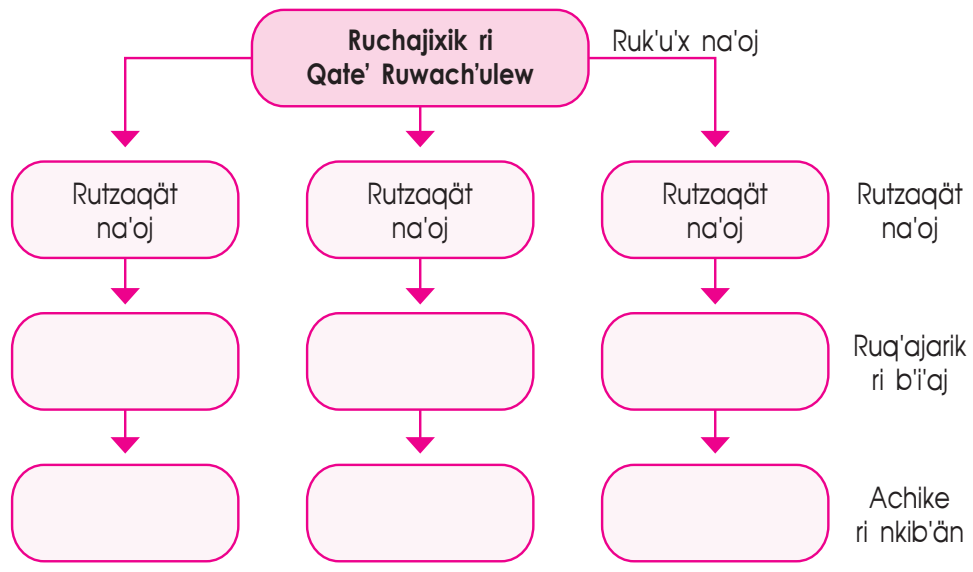 Ruchajixik ri
Qate’ Ruwach’ulew
Ruk'u'x na'oj
Rutzaqät
na'oj
Rutzaqät
na'oj
Rutzaqät
na'oj
Rutzaqät
na'oj
Ruq'ajarik
ri b'i'aj
Achike
ri nkib'än